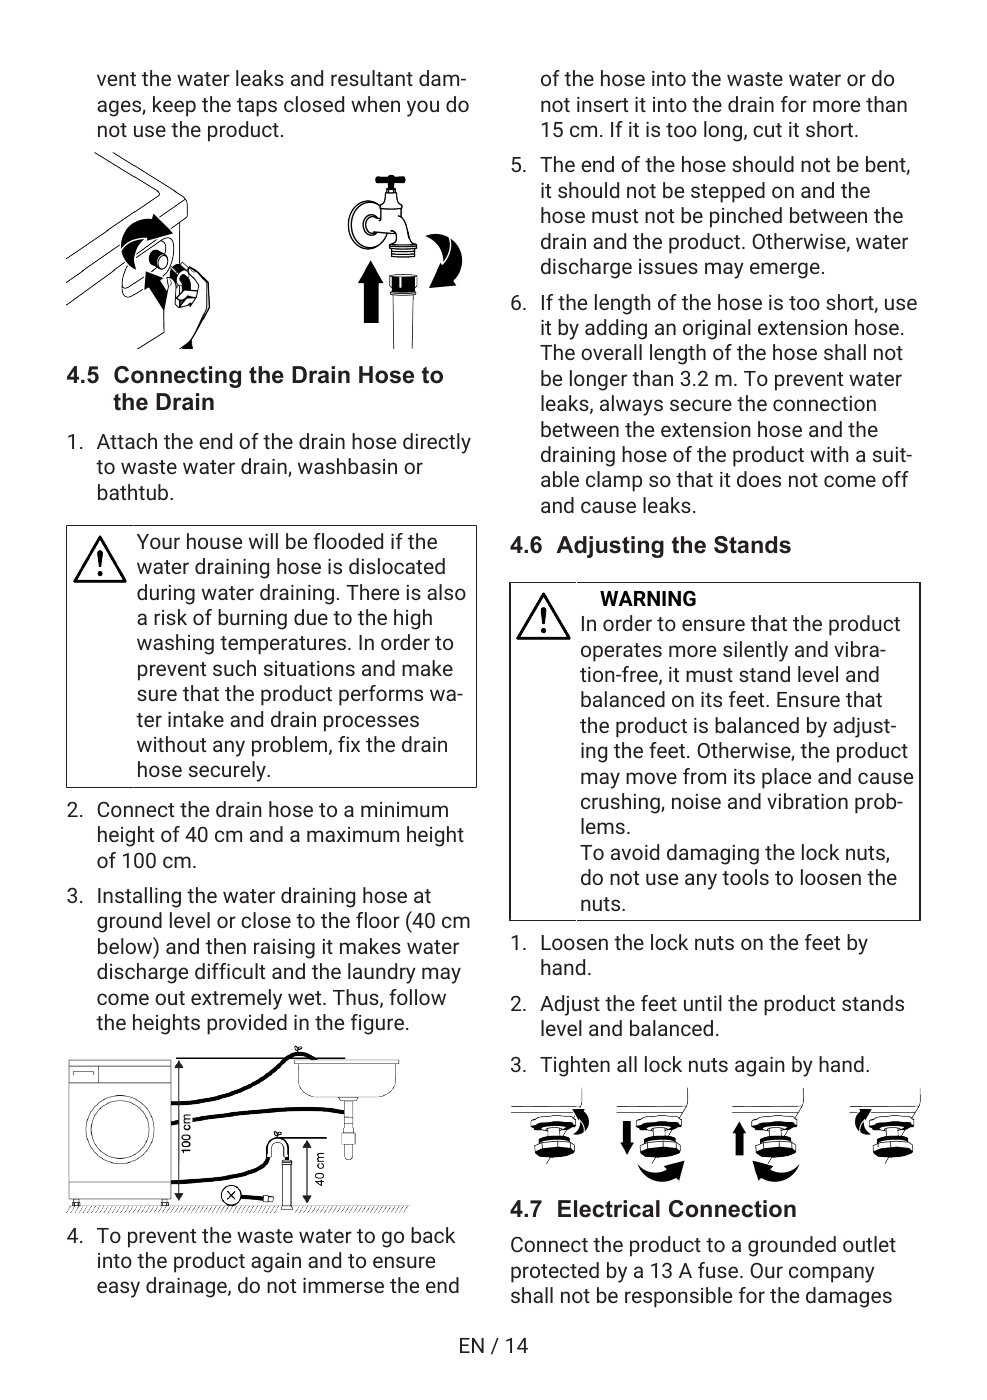 vent the water leaks and resultant dam-
ages, keep the taps closed when you do
not use the product.
4.5 Connecting the Drain Hose to
the Drain
1. Attach the end of the drain hose directly
to waste water drain, washbasin or
bathtub.
Your house will be flooded if the
water draining hose is dislocated
during water draining. There is also
a risk of burning due to the high
washing temperatures. In order to
prevent such situations and make
sure that the product performs wa-
ter intake and drain processes
without any problem, fix the drain
hose securely.
2. Connect the drain hose to a minimum
height of 40 cm and a maximum height
of 100 cm.
3. Installing the water draining hose at
ground level or close to the floor (40 cm
below) and then raising it makes water
discharge difficult and the laundry may
come out extremely wet. Thus, follow
the heights provided in the figure.
100 cm
40 cm
4. To prevent the waste water to go back
into the product again and to ensure
easy drainage, do not immerse the end
of the hose into the waste water or do
not insert it into the drain for more than
15 cm. If it is too long, cut it short.
5. The end of the hose should not be bent,
it should not be stepped on and the
hose must not be pinched between the
drain and the product. Otherwise, water
discharge issues may emerge.
6. If the length of the hose is too short, use
it by adding an original extension hose.
The overall length of the hose shall not
be longer than 3.2 m. To prevent water
leaks, always secure the connection
between the extension hose and the
draining hose of the product with a suit-
able clamp so that it does not come off
and cause leaks.
4.6 Adjusting the Stands
WARNING
In order to ensure that the product
operates more silently and vibra-
tion-free, it must stand level and
balanced on its feet. Ensure that
the product is balanced by adjust-
ing the feet. Otherwise, the product
may move from its place and cause
crushing, noise and vibration prob-
lems.
To avoid damaging the lock nuts,
do not use any tools to loosen the
nuts.
1. Loosen the lock nuts on the feet by
hand.
2. Adjust the feet until the product stands
level and balanced.
3. Tighten all lock nuts again by hand.
4.7 Electrical Connection
Connect the product to a grounded outlet
protected by a 13 A fuse. Our company
shall not be responsible for the damages
EN / 14